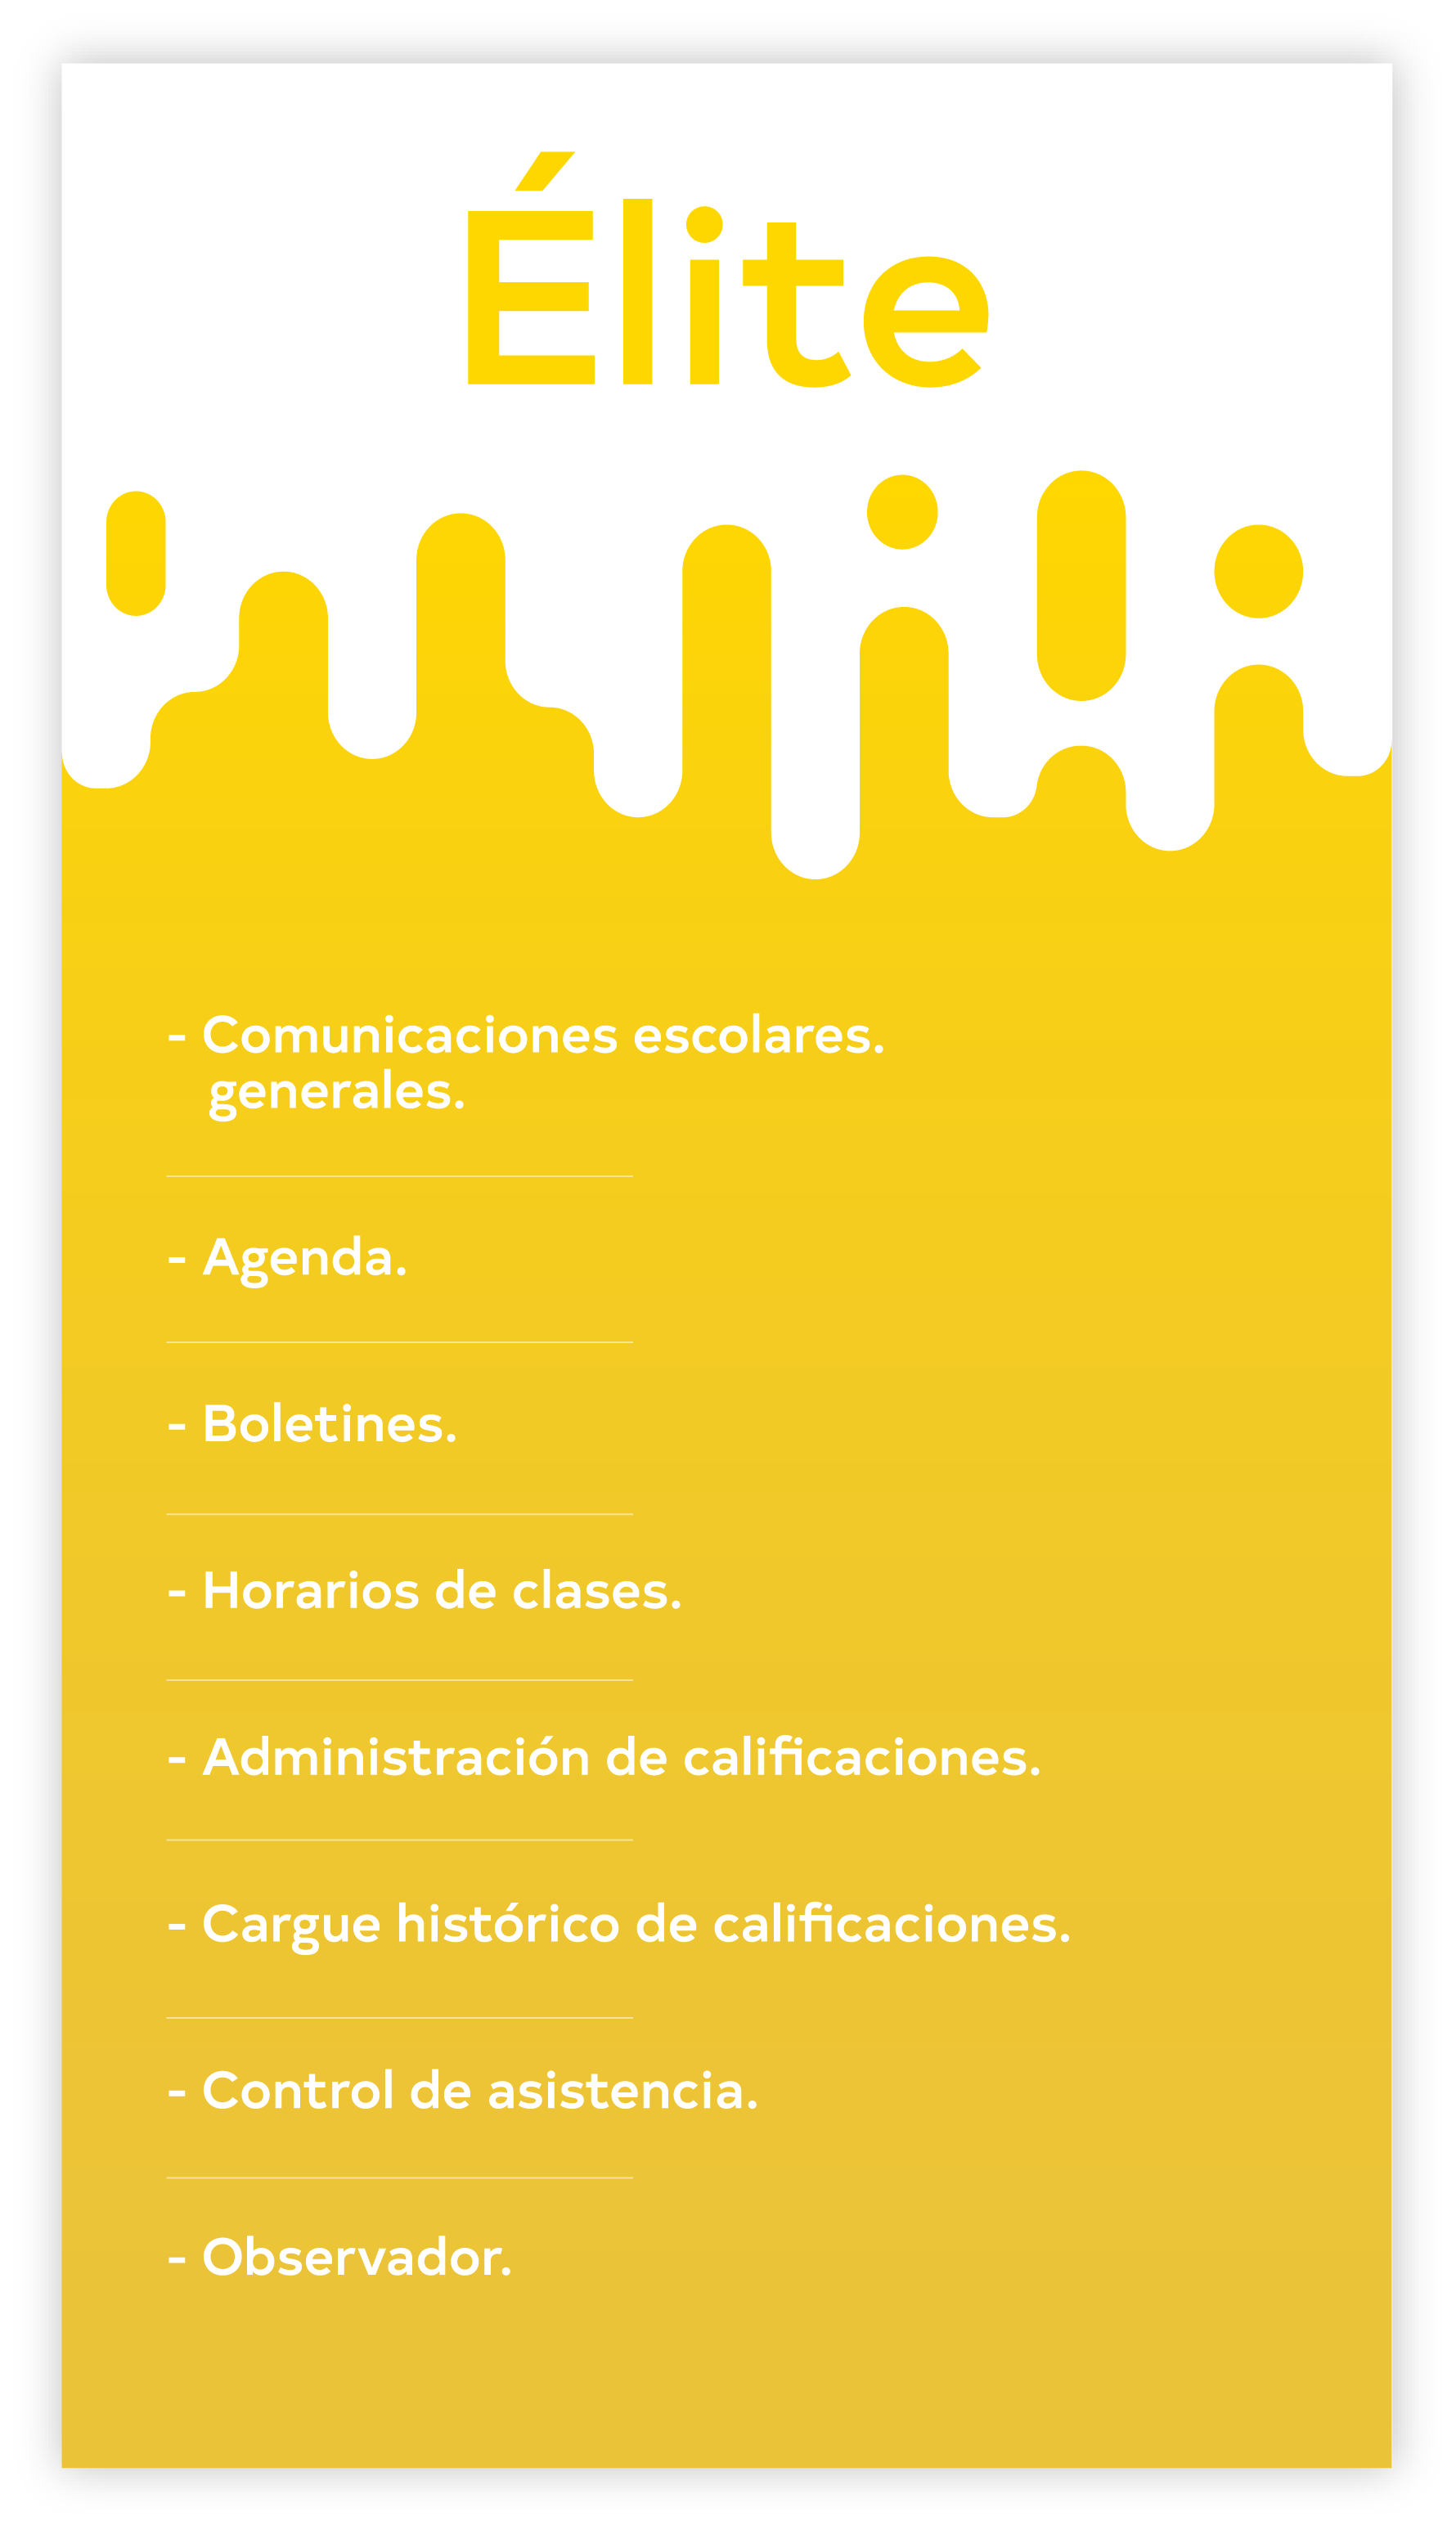 Élite
- Comunicaciones escolares.
generales.
- Agenda.
- Boletines.
- Horarios de clases.
- Administración de calificaciones.
- Cargue histórico de calificaciones.
- Control de asistencia.
- Observador.